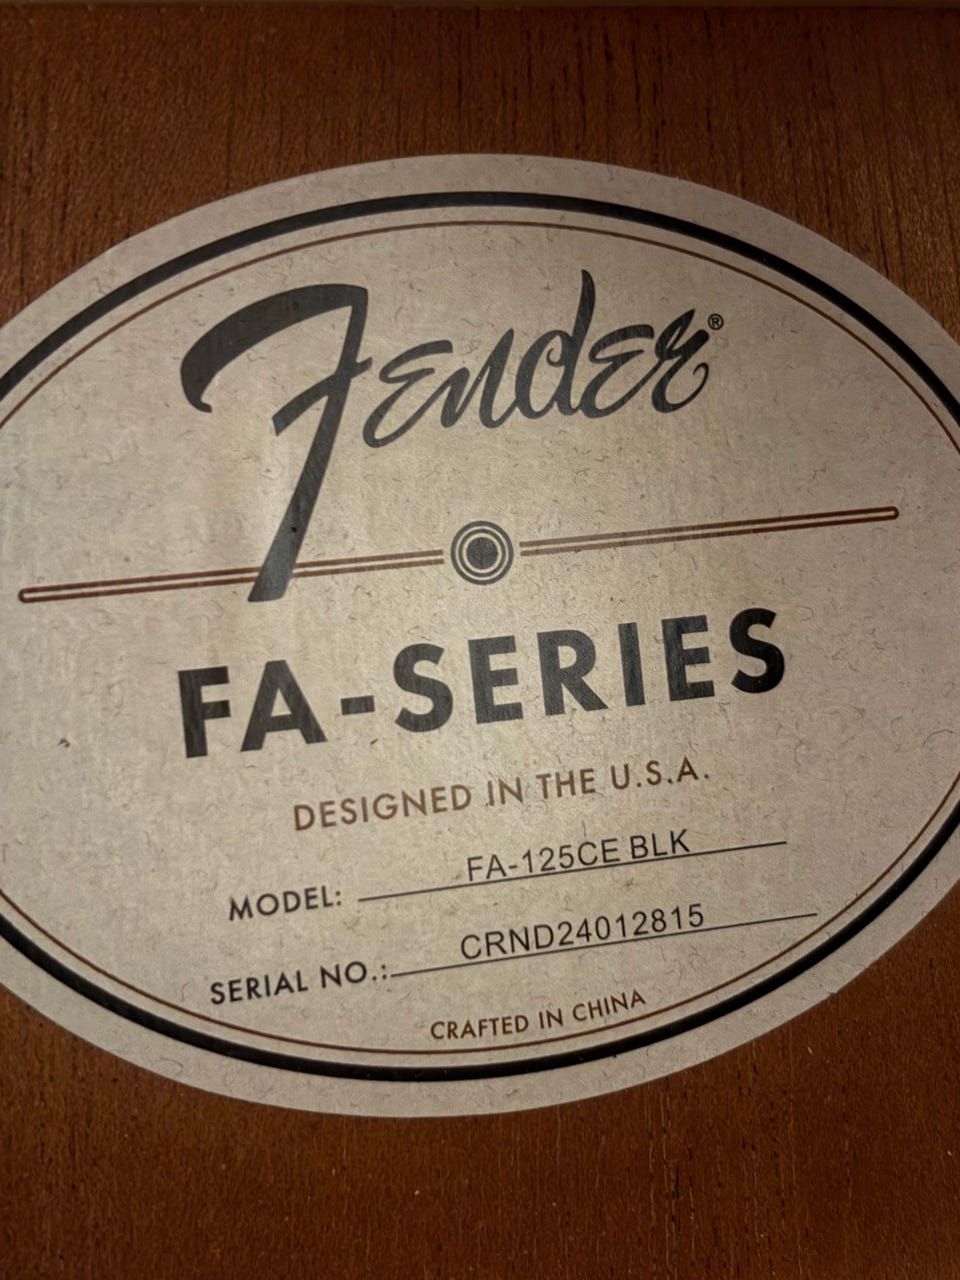 Fender®
FA-SERIES
DESIGNED IN THE U.S.A.
MODEL: FA-125CE BLK
SERIAL NO.: CRND24012815
CRAFTED IN CHINA